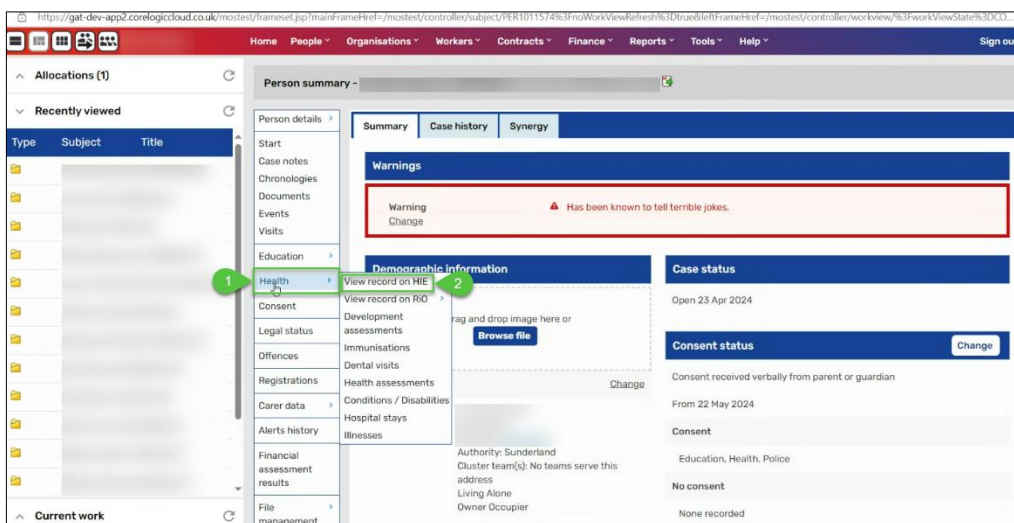 https://gat-dev-app2.corelogiccloud.co.uk/mostest/frameset.jsp?mainFrameHref=/mostest/controller/subject/PER1011574%3FnoWorkViewRefresh%3Dtrue&leftFrameHref=/mostest/controller/workview/%3FworkViewState%3DCO...
Home People Organisations Workers Contracts Finance Reports Tools Help Sign ou
Allocations (1)
Recently viewed
Type Subject Title
Current work
Person summary -
Person details
Start
Case notes
Chronologies
Documents
Events
Visits
Education
1 Health
Consent
Legal status
Offences
Registrations
Carer data
Alerts history
Financial
assessment
results
File
management
View record on HIE 2
View record on RiO
Development
assessments
Immunisations
Dental visits
Health assessments
Conditions / Disabilities
Hospital stays
Illnesses
Summary Case history Synergy
Warnings
Warning Has been known to tell terrible jokes.
Change
Demographic information
rag and drop image here or
Browse file
Change
Authority: Sunderland
Cluster team(s): No teams serve this
address
Living Alone
Owner Occupier
Case status
Open 23 Apr 2024
Consent status Change
Consent received verbally from parent or guardian
From 22 May 2024
Consent
Education, Health, Police
No consent
None recorded